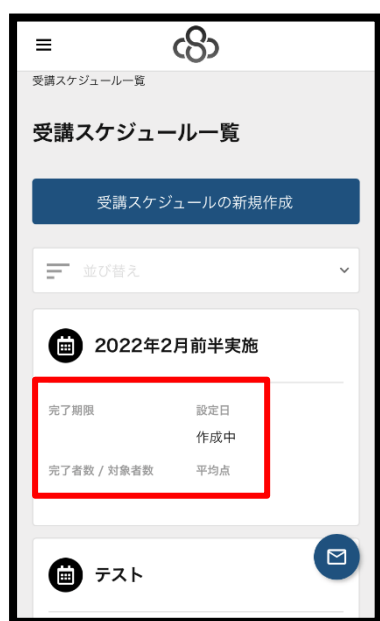 受講スケジュール一覧
受講スケジュール一覧
受講スケジュールの新規作成
並び替え
2022年2月前半実施
完了期限 設定日
作成中
完了者数 / 対象者数 平均点
テスト